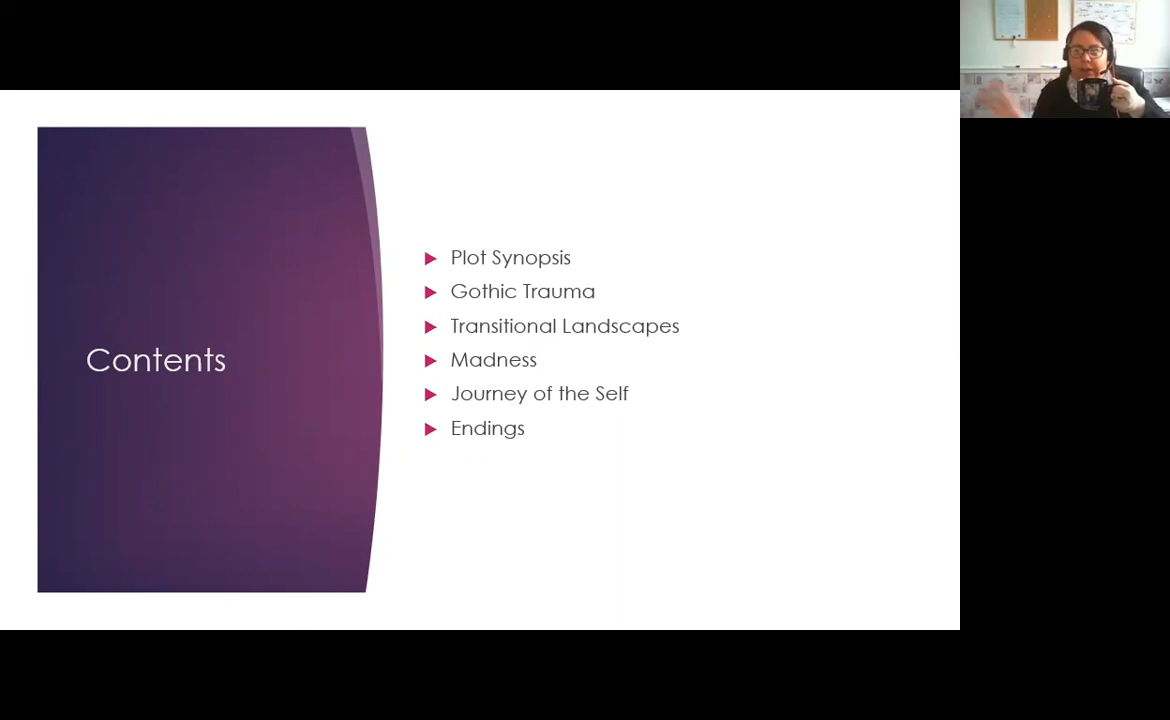 Contents
Plot Synopsis
Gothic Trauma
Transitional Landscapes
Madness
Journey of the Self
Endings